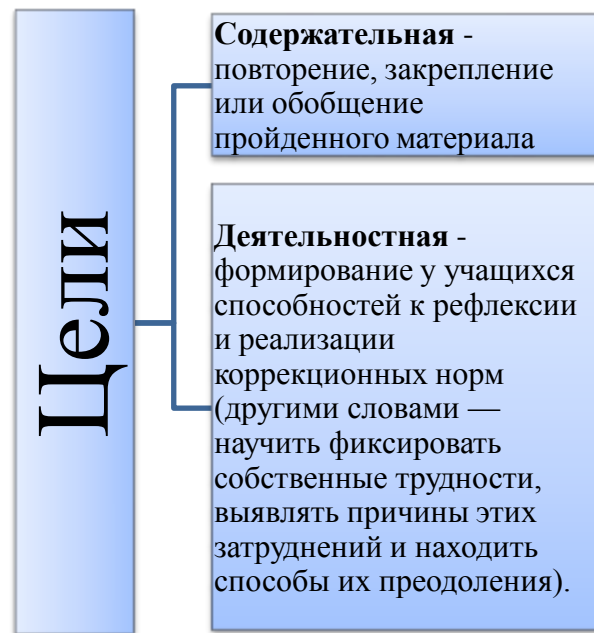 Цели
Содержательная -
повторение, закрепление
или обобщение
пройденного материала
Деятельностная -
формирование у учащихся
способностей к рефлексии
и реализации
коррекционных норм
(другими словами —
научить фиксировать
собственные трудности,
выявлять причины этих
затруднений и находить
способы их преодоления).